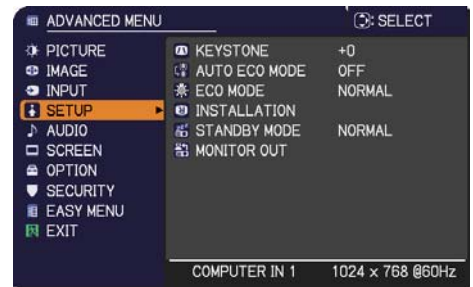 ADVANCED MENU : SELECT
PICTURE KEYSTONE +0
IMAGE AUTO ECO MODE OFF
INPUT ECO MODE NORMAL
SETUP INSTALLATION
AUDIO STANDBY MODE NORMAL
SCREEN MONITOR OUT
OPTION
SECURITY
EASY MENU
EXIT
COMPUTER IN 1 1024 x 768 @60Hz